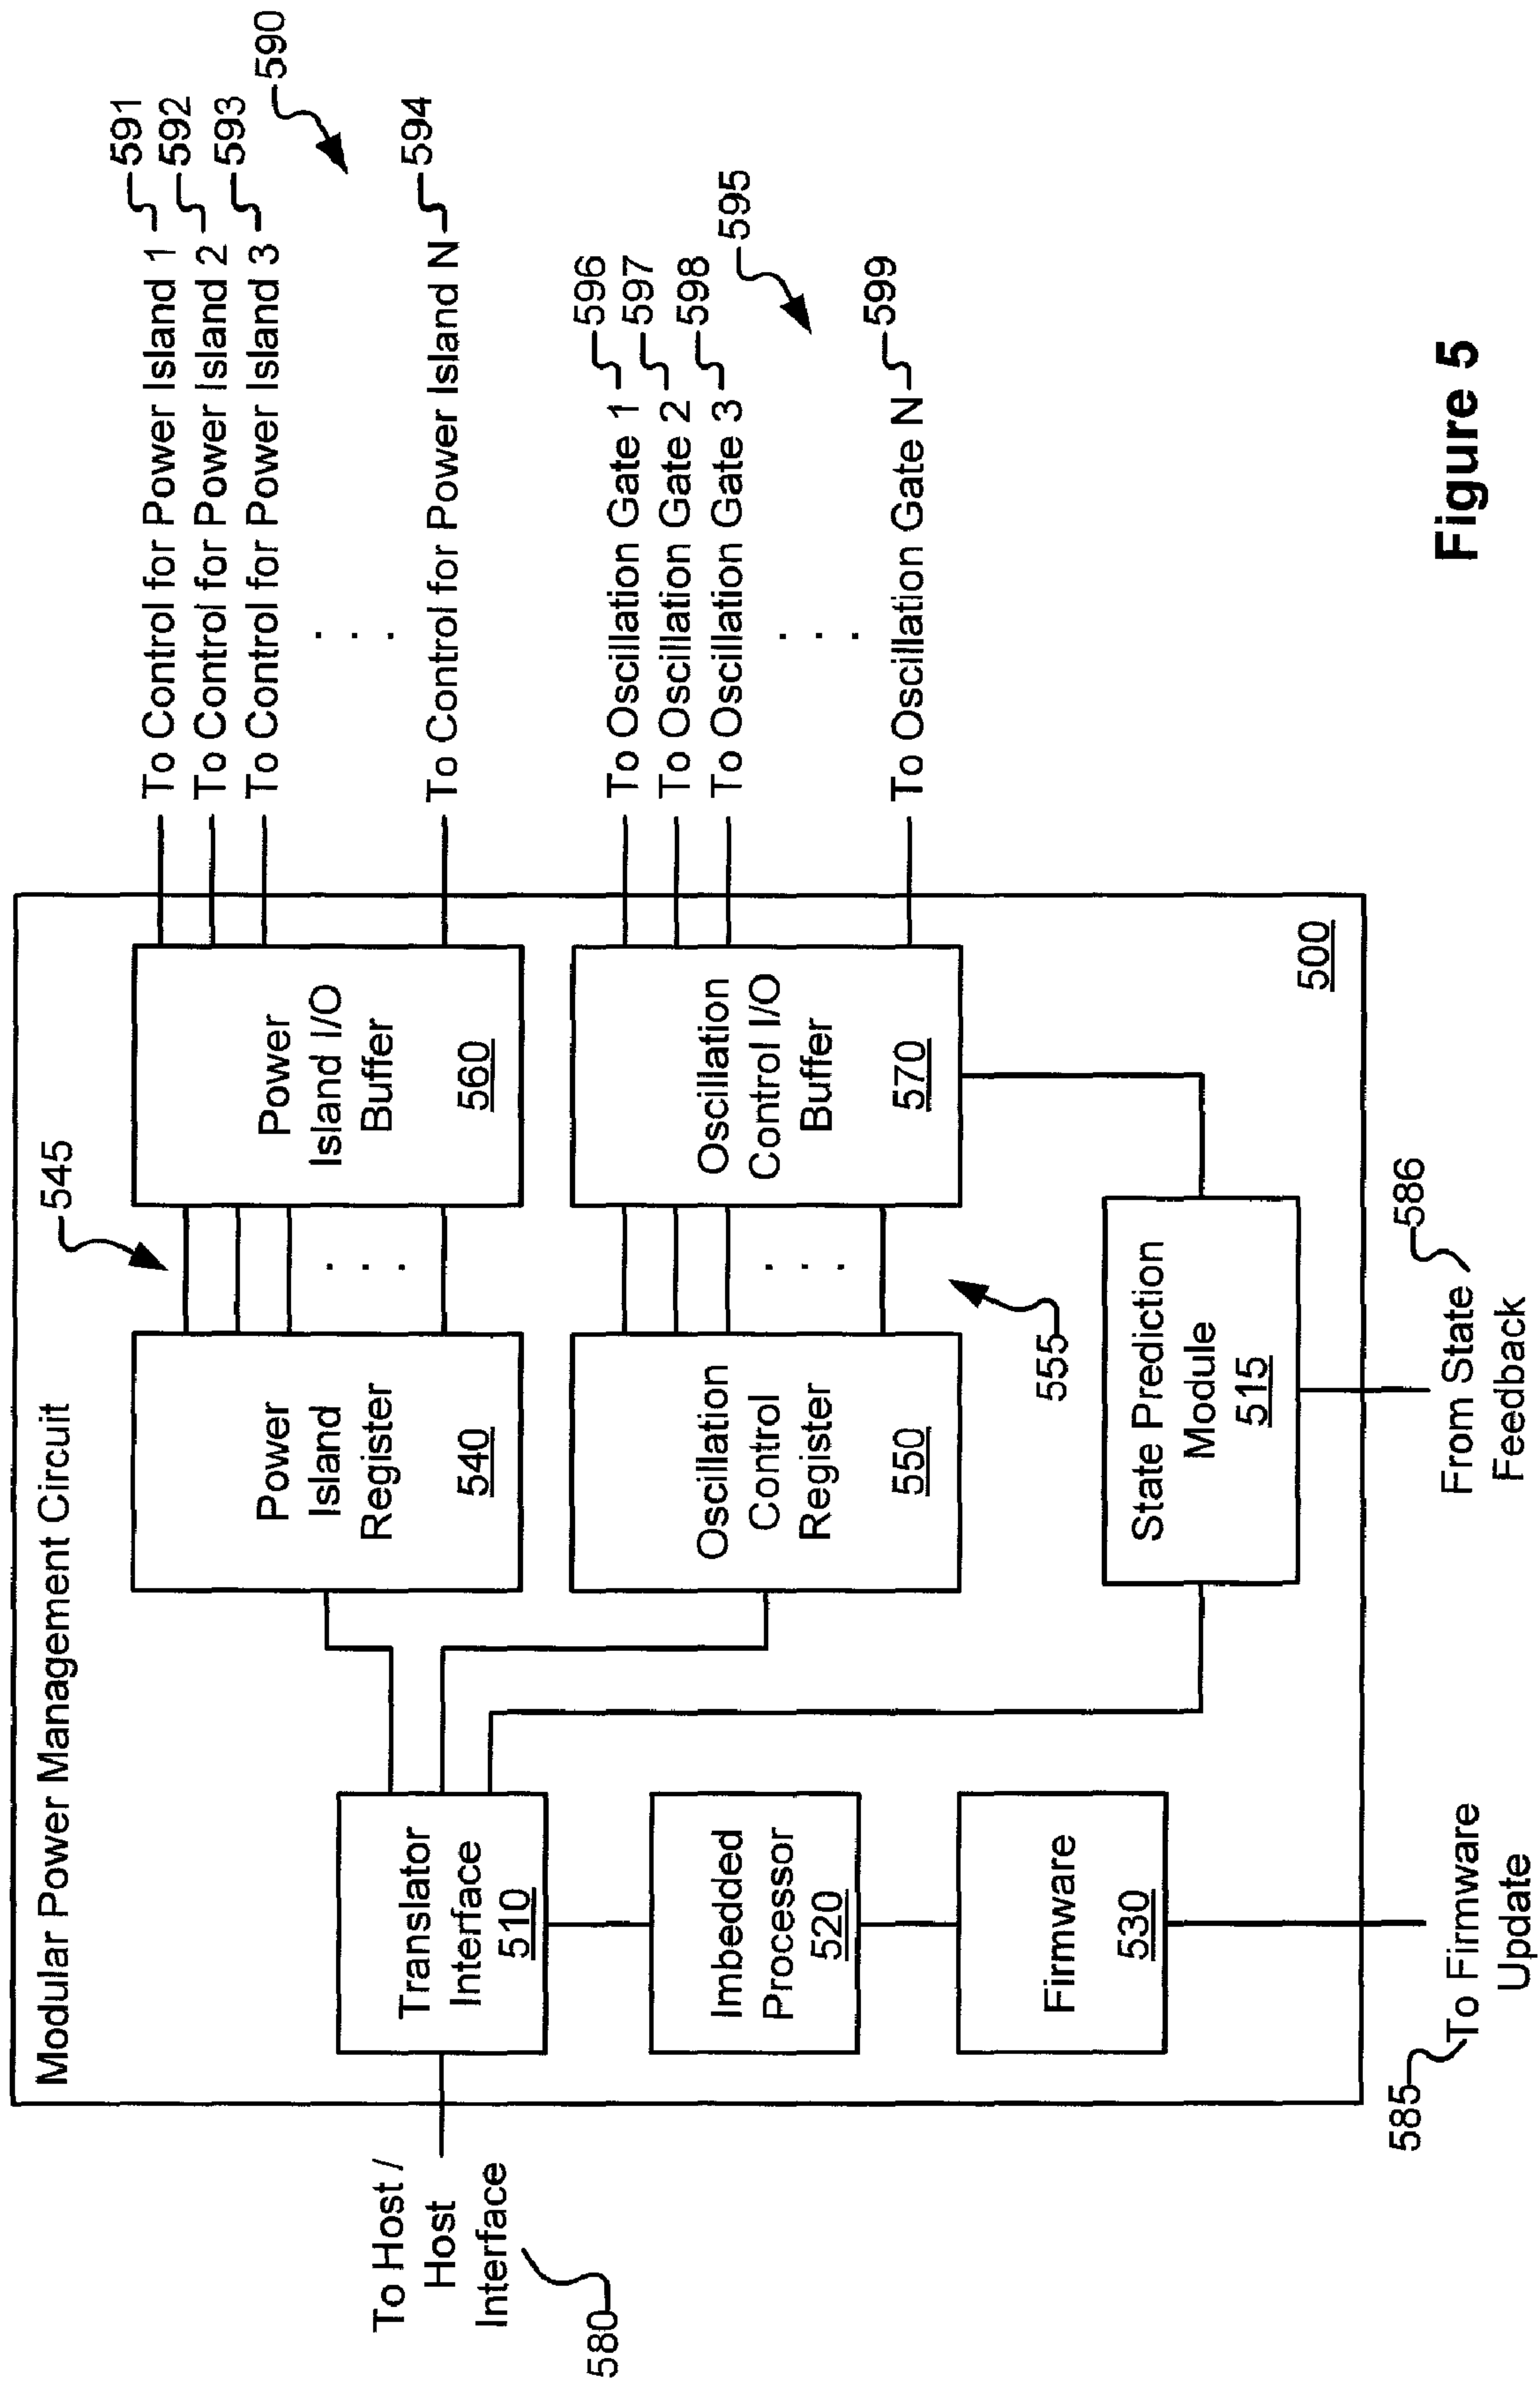 Modular Power Management Circuit
To Host /
Host
Interface
580
Translator
Interface
510
Imbedded
Processor
520
Firmware
530
585
To Firmware
Update
Power
Island
Register
540
545
Power
Island I/O
Buffer
560
Oscillation
Control
Register
550
555
Oscillation
Control I/O
Buffer
570
State Prediction
Module
515
From State
Feedback
586
500
To Control for Power Island 1
591
To Control for Power Island 2
592
To Control for Power Island 3
593
. . .
To Control for Power Island N
594
590
To Oscillation Gate 1
596
To Oscillation Gate 2
597
To Oscillation Gate 3
598
. . .
To Oscillation Gate N
599
595
Figure 5